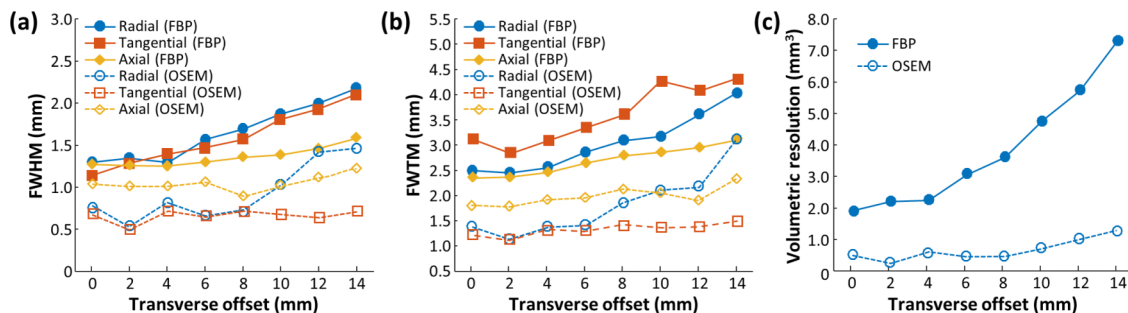 (a)
FWHM (mm)
3.0
2.5
2.0
1.5
1.0
0.5
0
Radial (FBP)
Tangential (FBP)
Axial (FBP)
Radial (OSEM)
Tangential (OSEM)
Axial (OSEM)
0 2 4 6 8 10 12 14
Transverse offset (mm)
(b)
FWTM (mm)
5.5
5.0
4.5
4.0
3.5
3.0
2.5
2.0
1.5
1.0
0.5
Radial (FBP)
Tangential (FBP)
Axial (FBP)
Radial (OSEM)
Tangential (OSEM)
Axial (OSEM)
0 2 4 6 8 10 12 14
Transverse offset (mm)
(c)
Volumetric resolution (mm³)
8.0
7.0
6.0
5.0
4.0
3.0
2.0
1.0
0
FBP
OSEM
0 2 4 6 8 10 12 14
Transverse offset (mm)